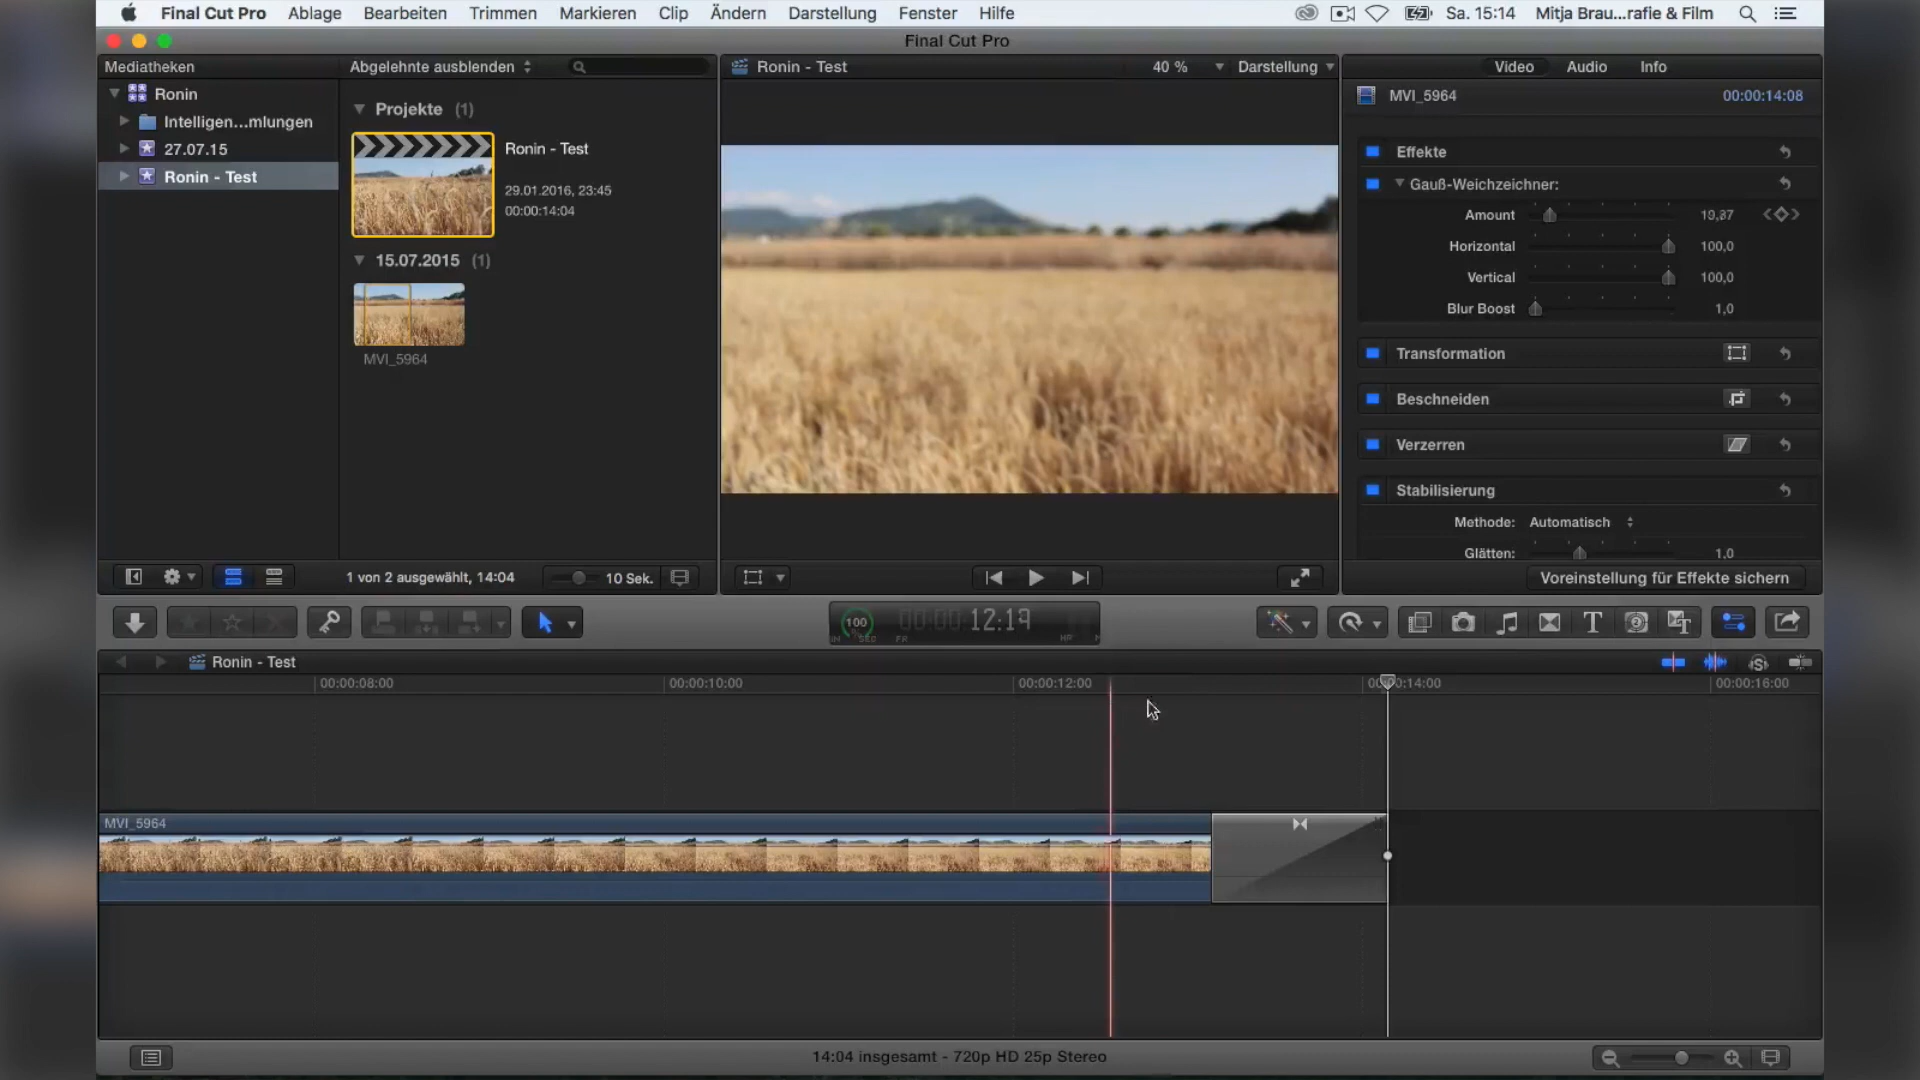 Final Cut Pro Ablage Bearbeiten Trimmen Markieren Clip Ändern Darstellung Fenster Hilfe Sa. 15:14 Mitja Brau...rafie & Film
Final Cut Pro
Mediatheken Abgelehnte ausblenden Ronin - Test 40 % Darstellung Video Audio Info
Ronin
Intelligen...mlungen
27.07.15
Ronin - Test
Projekte (1)
Ronin - Test
29.01.2016, 23:45
00:00:14:04
15.07.2015 (1)
MVI_5964
MVI_5964 00:00:14:08
Effekte
Gauß-Weichzeichner:
Amount 19,37
Horizontal 100,0
Vertical 100,0
Blur Boost 1,0
Transformation
Beschneiden
Verzerren
Stabilisierung
Methode: Automatisch
Glätten: 1,0
1 von 2 ausgewählt, 14:04 10 Sek. Voreinstellung für Effekte sichern
100 00:00:12:19
SEC FR
Ronin - Test
00:00:08:00 00:00:10:00 00:00:12:00 00:00:14:00 00:00:16:00
MVI_5964
14:04 insgesamt - 720p HD 25p Stereo